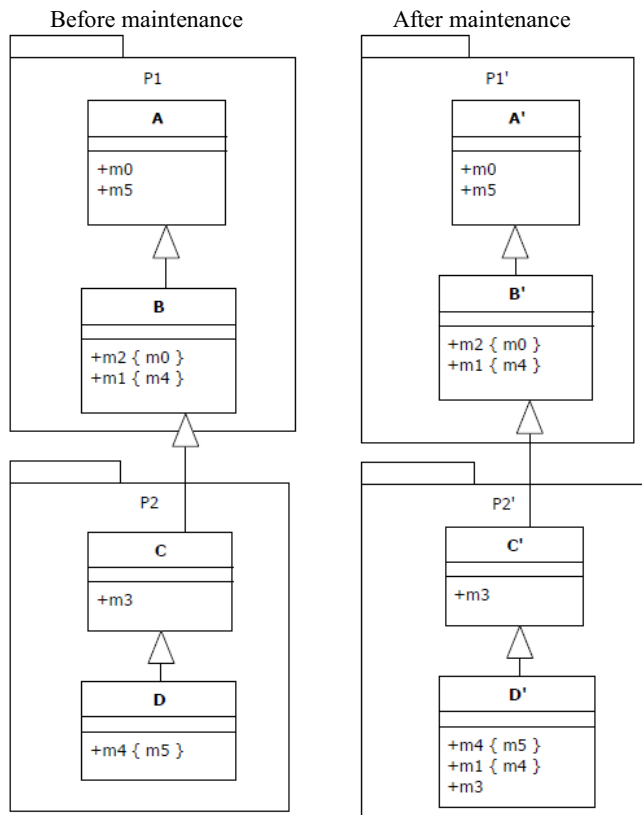 Before maintenance
P1
A
+m0
+m5
B
+m2 { m0 }
+m1 { m4 }
P2
C
+m3
D
+m4 { m5 }
After maintenance
P1'
A'
+m0
+m5
B'
+m2 { m0 }
+m1 { m4 }
P2'
C'
+m3
D'
+m4 { m5 }
+m1 { m4 }
+m3